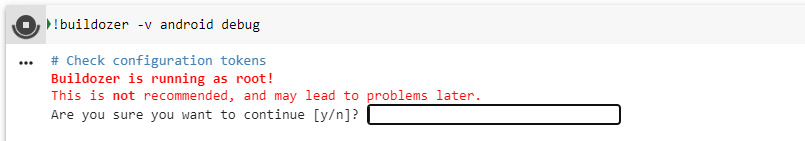 !buildozer -v android debug
# Check configuration tokens
Buildozer is running as root!
This is not recommended, and may lead to problems later.
Are you sure you want to continue [y/n]?